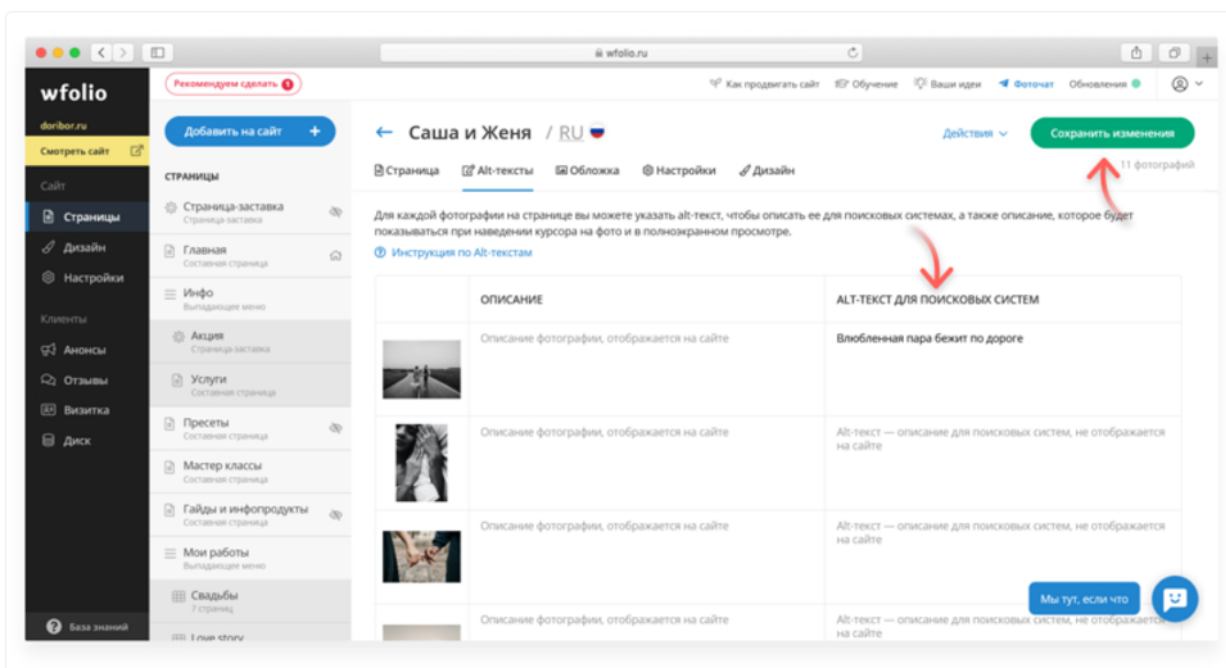 wfolio.ru
wfolio
Рекомендуем сделать 1
Как продвигать сайт
Обучение
Ваши идеи
Фоточат
Обновления
doribor.ru
Смотреть сайт
Сайт
Страницы
Дизайн
Настройки
Клиенты
Анонсы
Отзывы
Визитка
Диск
База знаний
Добавить на сайт +
СТРАНИЦЫ
Страница-заставка
Страница-заставка
Главная
Составная страница
Инфо
Выпадающее меню
Акция
Страница-заставка
Услуги
Составная страница
Пресеты
Составная страница
Мастер классы
Составная страница
Гайды и инфопродукты
Составная страница
Мои работы
Выпадающее меню
Свадьбы
7 страниц
Love story
← Саша и Женя / RU
Действия
Сохранить изменения
11 фотографий
Страница
Alt-тексты
Обложка
Настройки
Дизайн
Для каждой фотографии на странице вы можете указать alt-текст, чтобы описать ее для поисковых системах, а также описание, которое будет
показываться при наведении курсора на фото и в полноэкранном просмотре.
Инструкция по Alt-текстам
ОПИСАНИЕ
ALT-ТЕКСТ ДЛЯ ПОИСКОВЫХ СИСТЕМ
Описание фотографии, отображается на сайте
Влюбленная пара бежит по дороге
Описание фотографии, отображается на сайте
Alt-текст — описание для поисковых систем, не отображается
на сайте
Описание фотографии, отображается на сайте
Alt-текст — описание для поисковых систем, не отображается
на сайте
Описание фотографии, отображается на сайте
Alt-текст — описание для поисковых систем, не отображается
на сайте
Мы тут, если что